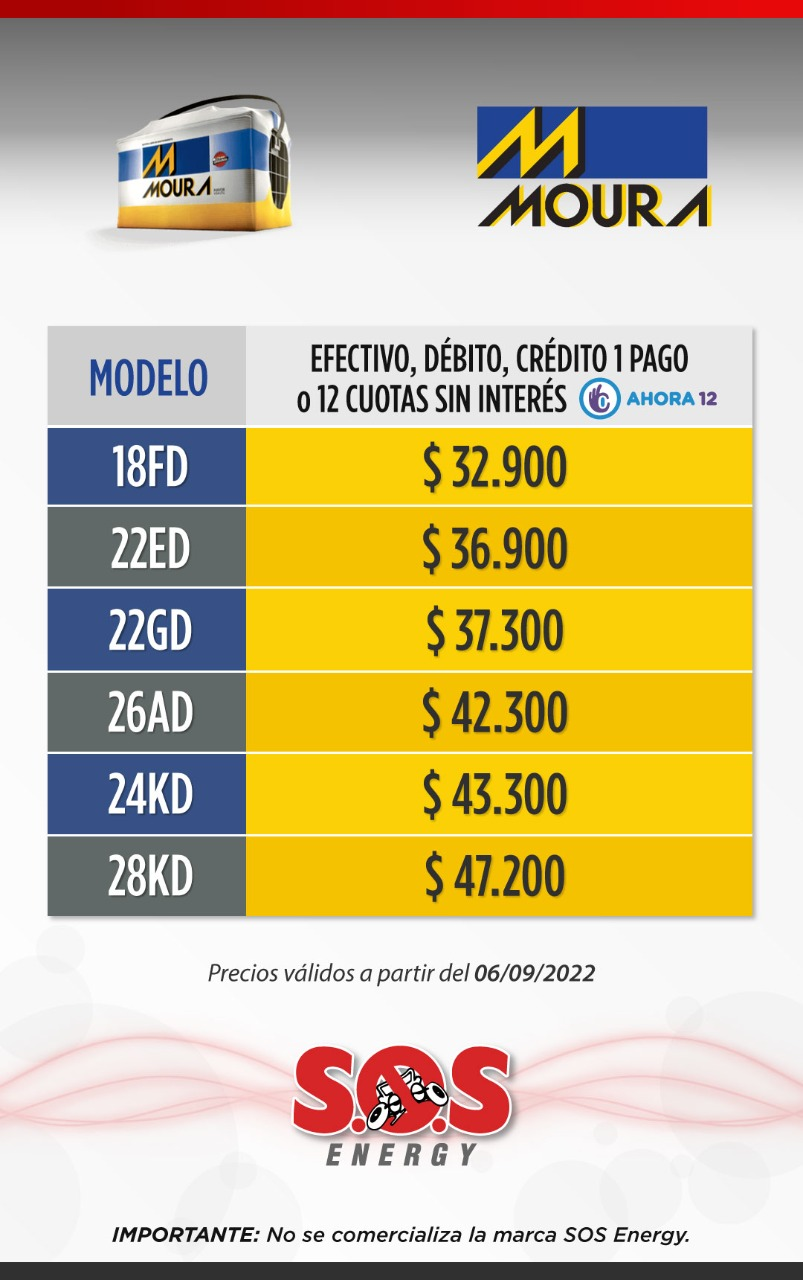 MOURA
MOURA
MODELO
EFECTIVO, DÉBITO, CRÉDITO 1 PAGO
o 12 CUOTAS SIN INTERÉS AHORA 12
18FD $ 32.900
22ED $ 36.900
22GD $ 37.300
26AD $ 42.300
24KD $ 43.300
28KD $ 47.200
Precios válidos a partir del 06/09/2022
S.O.S
ENERGY
IMPORTANTE: No se comercializa la marca SOS Energy.